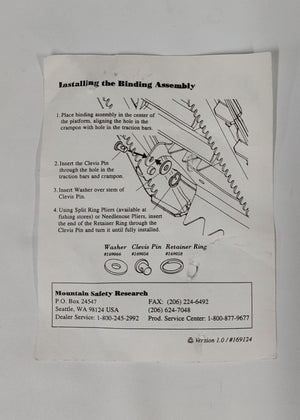 Installing the Binding Assembly
1. Place binding assembly in the center of
the platform, aligning the hole in the
crampon with hole in the traction bars.
2. Insert the Clevis Pin
through the hole in the
traction bars and crampon.
3. Insert Washer over stem of
Clevis Pin.
4. Using Split Ring Pliers (available at
fishing stores) or Needlenose Pliers, insert
the end of the Retainer Ring through the
Clevis Pin and turn it until fully installed.
Washer Clevis Pin Retainer Ring
#169066 #169056 #169058
Mountain Safety Research
P.O. Box 24547 FAX: (206) 224-6492
Seattle, WA 98124 USA (206) 624-7048
Dealer Service: 1-800-245-2992 Prod. Service Center: 1-800-877-9677
Version 1.0 / #169124